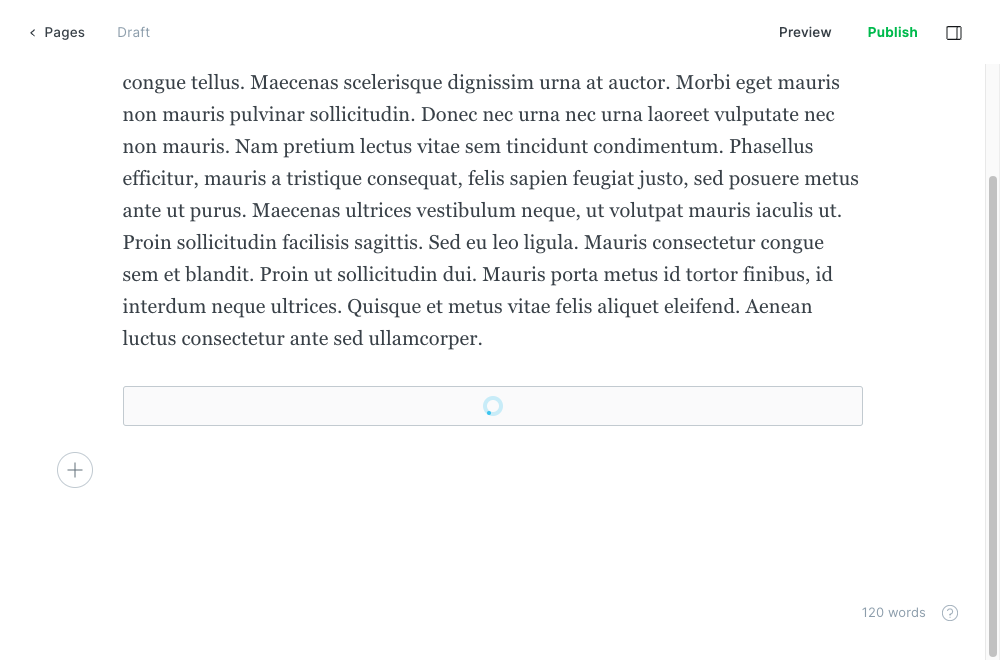 Pages
Draft
Preview
Publish
congue tellus. Maecenas scelerisque dignissim urna at auctor. Morbi eget mauris
non mauris pulvinar sollicitudin. Donec nec urna nec urna laoreet vulputate nec
non mauris. Nam pretium lectus vitae sem tincidunt condimentum. Phasellus
efficitur, mauris a tristique consequat, felis sapien feugiat justo, sed posuere metus
ante ut purus. Maecenas ultrices vestibulum neque, ut volutpat mauris iaculis ut.
Proin sollicitudin facilisis sagittis. Sed eu leo ligula. Mauris consectetur congue
sem et blandit. Proin ut sollicitudin dui. Mauris porta metus id tortor finibus, id
interdum neque ultrices. Quisque et metus vitae felis aliquet eleifend. Aenean
luctus consectetur ante sed ullamcorper.
120 words